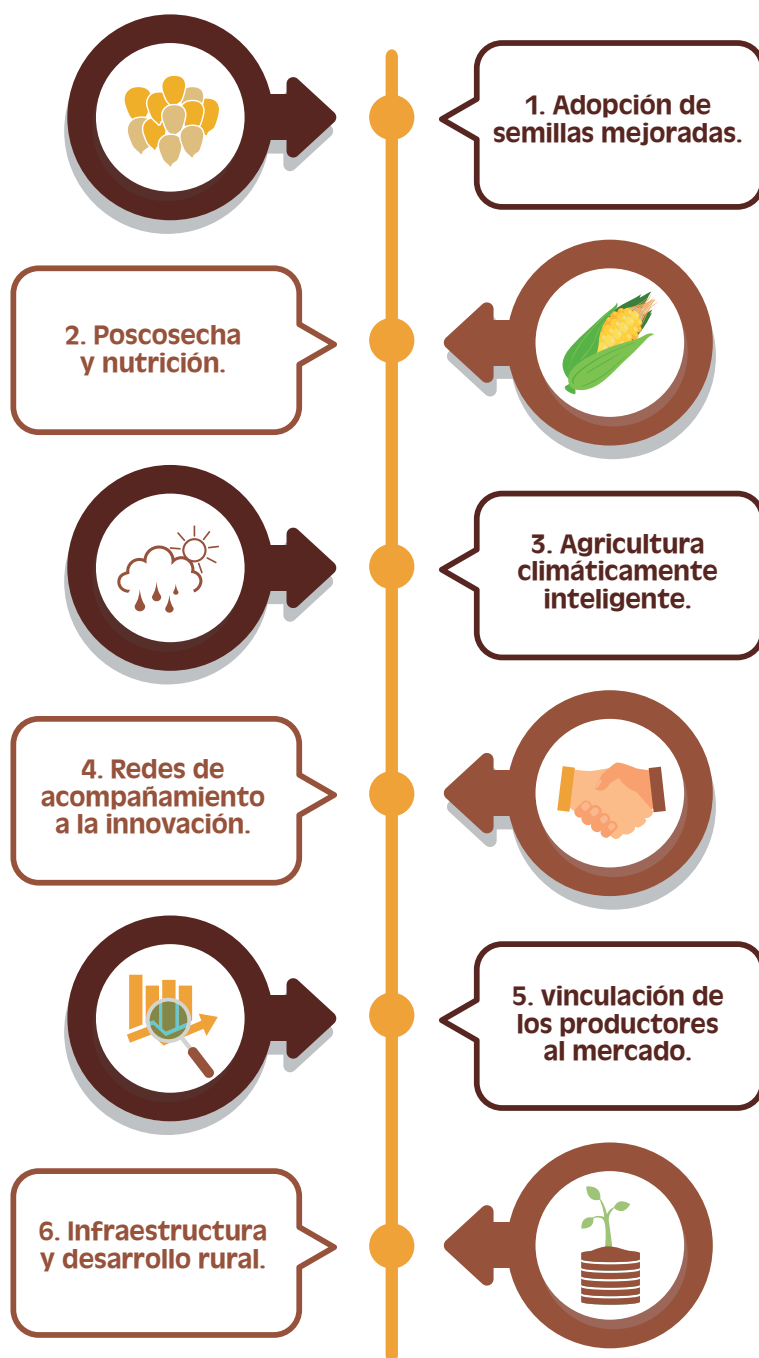 1. Adopción de
semillas mejoradas.
2. Poscosecha
y nutrición.
3. Agricultura
climáticamente
inteligente.
4. Redes de
acompañamiento
a la innovación.
5. vinculación de
los productores
al mercado.
6. Infraestructura
y desarrollo rural.